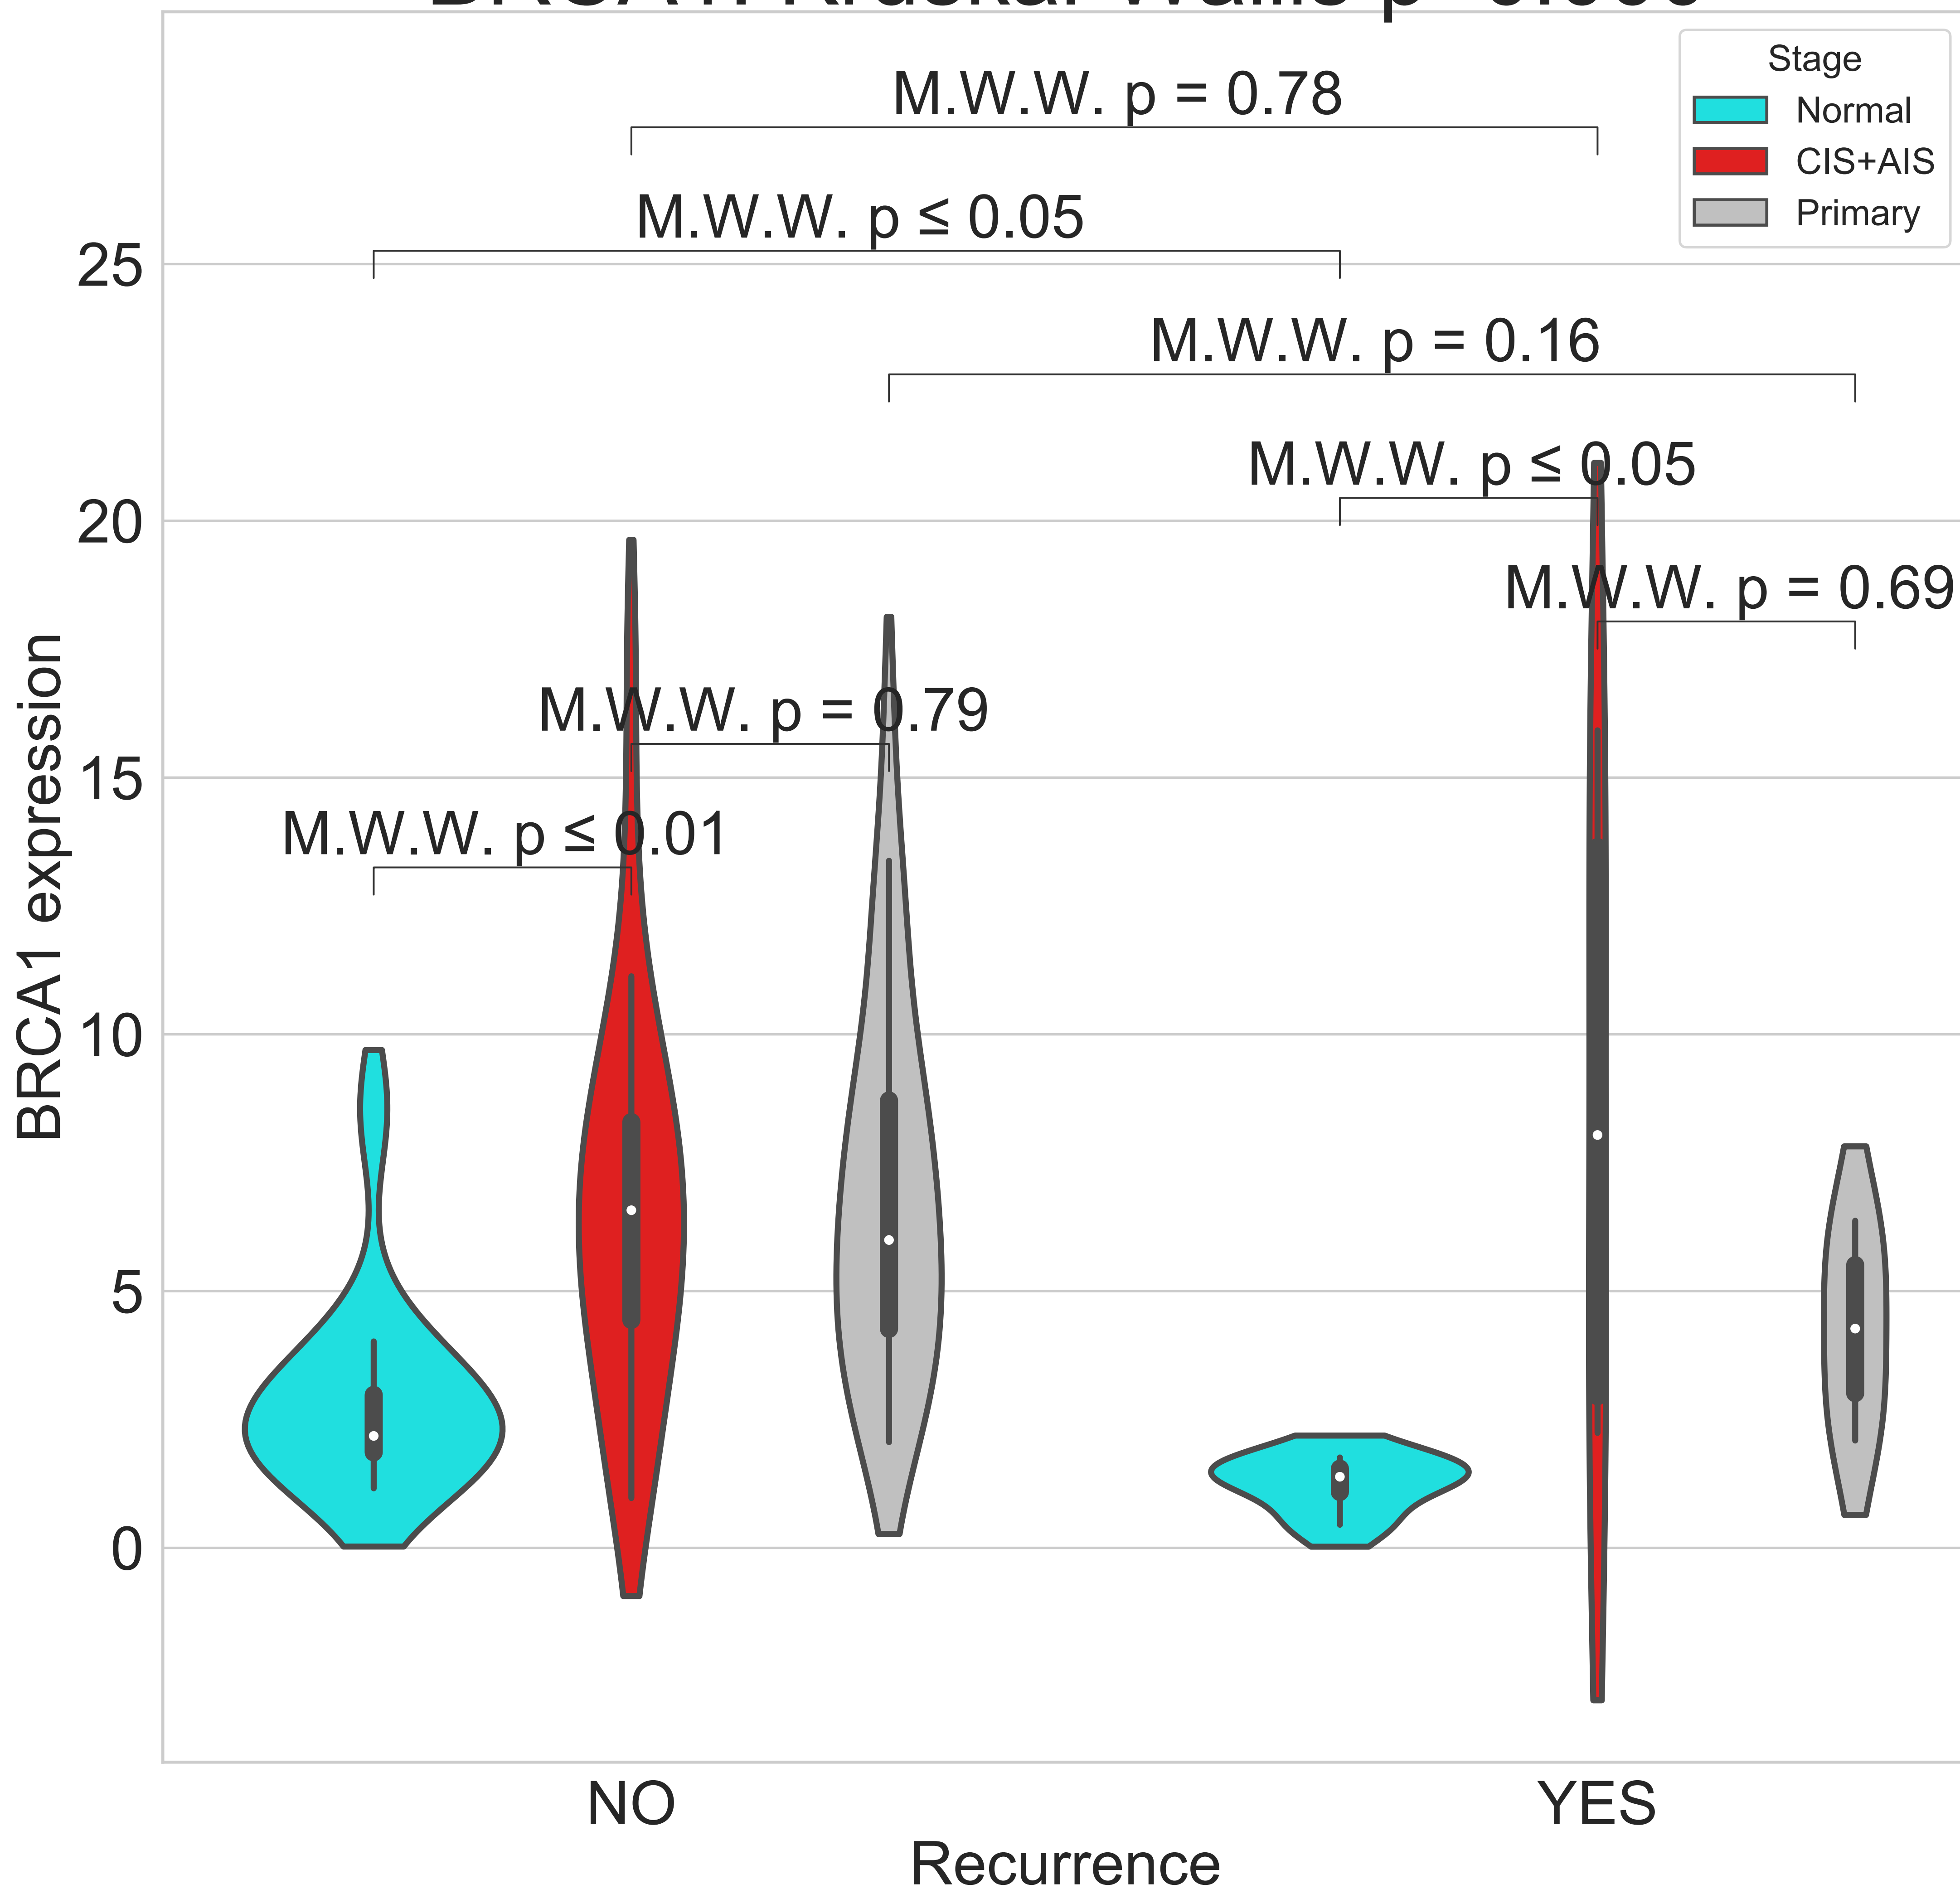 Stage
Normal
CIS+AIS
Primary
M.W.W. p = 0.78
M.W.W. p ≤ 0.05
M.W.W. p = 0.16
M.W.W. p ≤ 0.05
M.W.W. p = 0.69
M.W.W. p = 0.79
M.W.W. p ≤ 0.01
25
20
15
10
5
0
BRCA1 expression
NO
YES
Recurrence